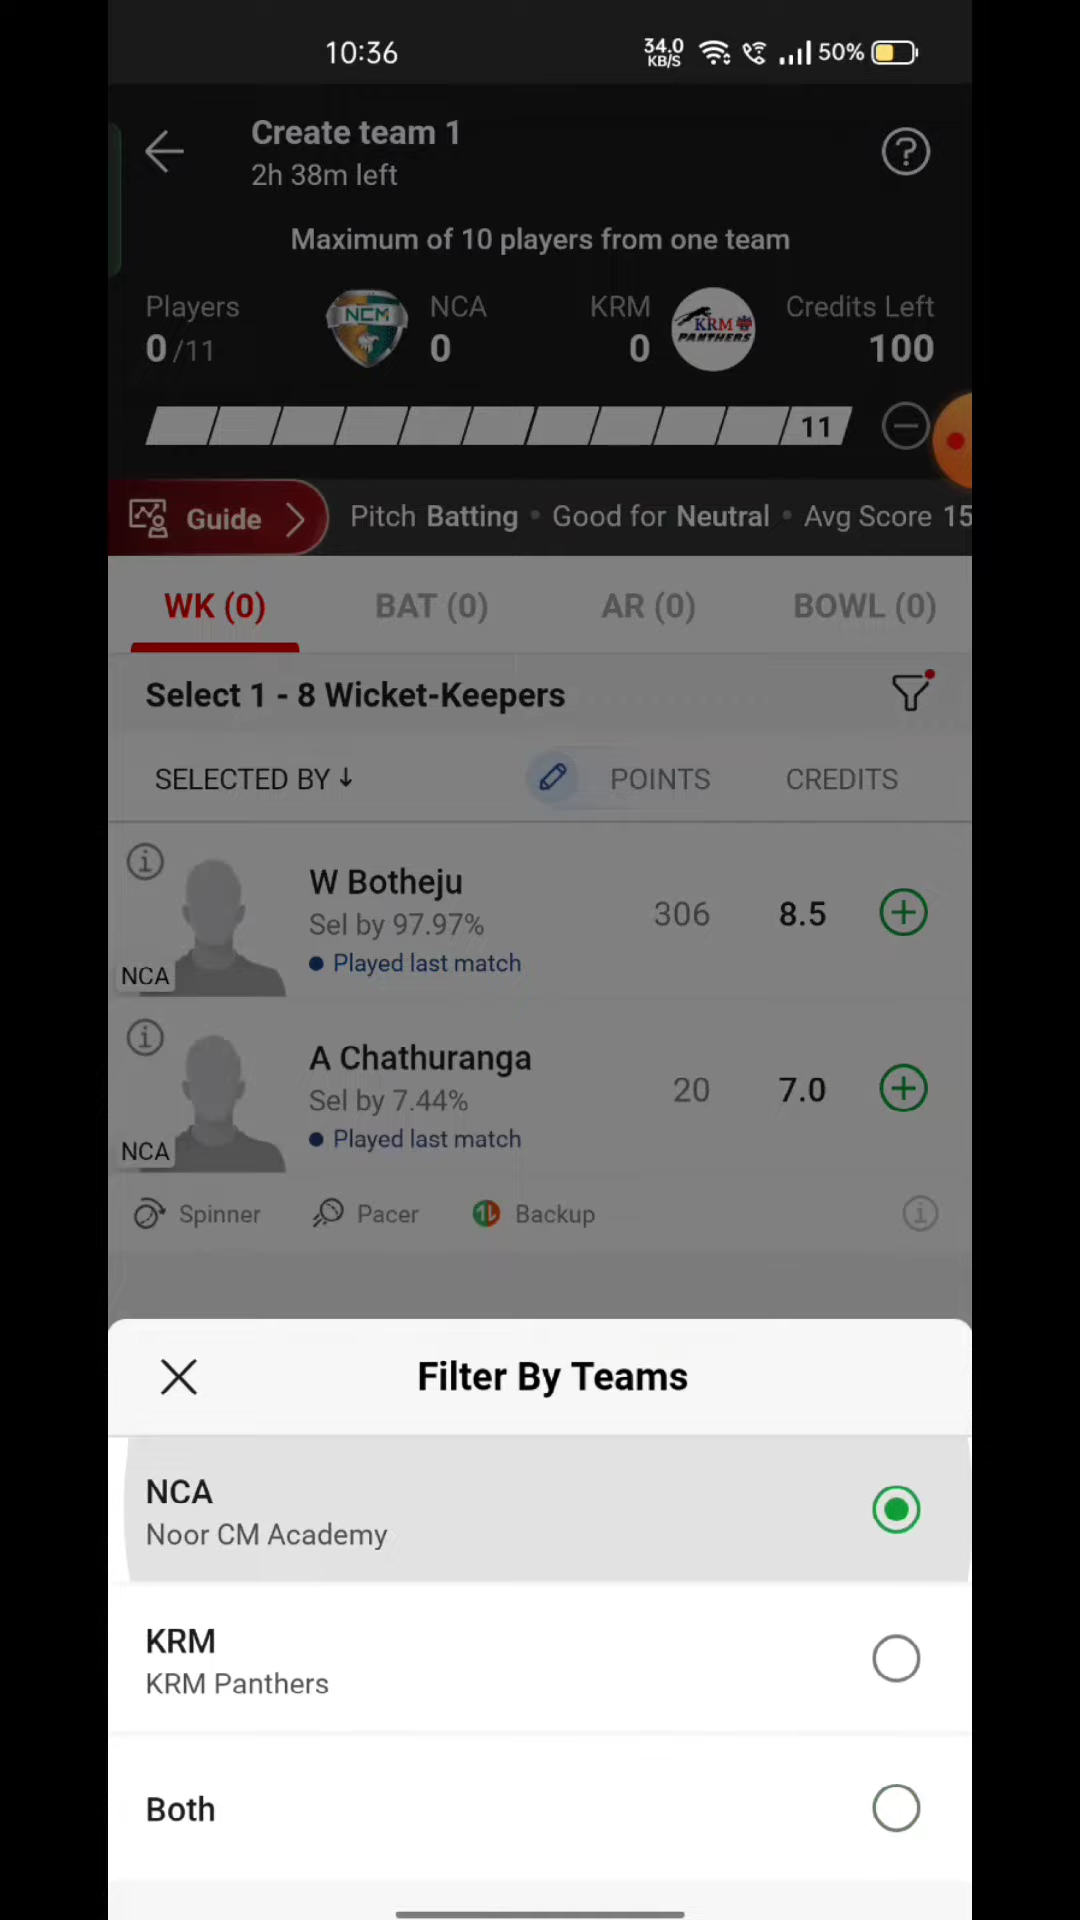 10:36
34.0 KB/S
50%
Create team 1
2h 38m left
?
Maximum of 10 players from one team
Players
0/11
NCM
NCA
0
KRM
0
KRM PANTHERS
Credits Left
100
11
Guide
Pitch Batting • Good for Neutral • Avg Score 15
WK (0)
BAT (0)
AR (0)
BOWL (0)
Select 1 - 8 Wicket-Keepers
SELECTED BY ↓
POINTS
CREDITS
W Botheju
Sel by 97.97%
Played last match
NCA
306
8.5
A Chathuranga
Sel by 7.44%
Played last match
NCA
20
7.0
Spinner
Pacer
Backup
Filter By Teams
NCA
Noor CM Academy
KRM
KRM Panthers
Both